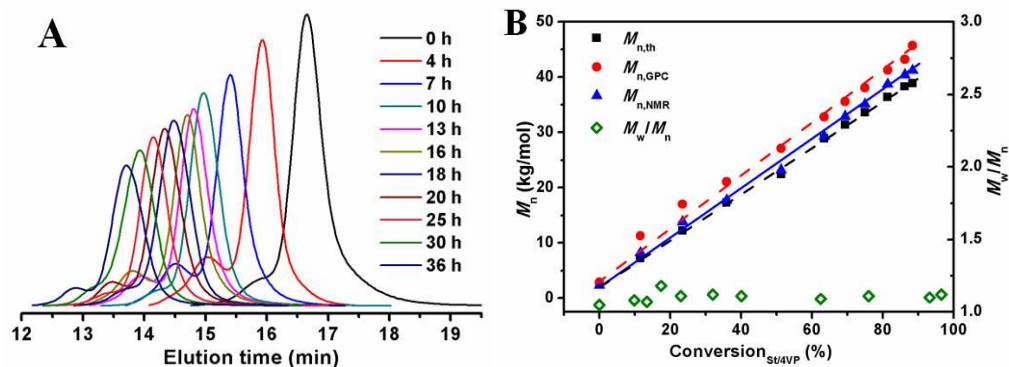 A
0 h
4 h
7 h
10 h
13 h
16 h
18 h
20 h
25 h
30 h
36 h
12 13 14 15 16 17 18 19
Elution time (min)
B
Mn,th
Mn,GPC
Mn,NMR
Mw/Mn
50
40
30
20
10
0
Mn (kg/mol)
3.0
2.5
2.0
1.5
1.0
Mw/Mn
0 20 40 60 80 100
Conversion St/4VP (%)